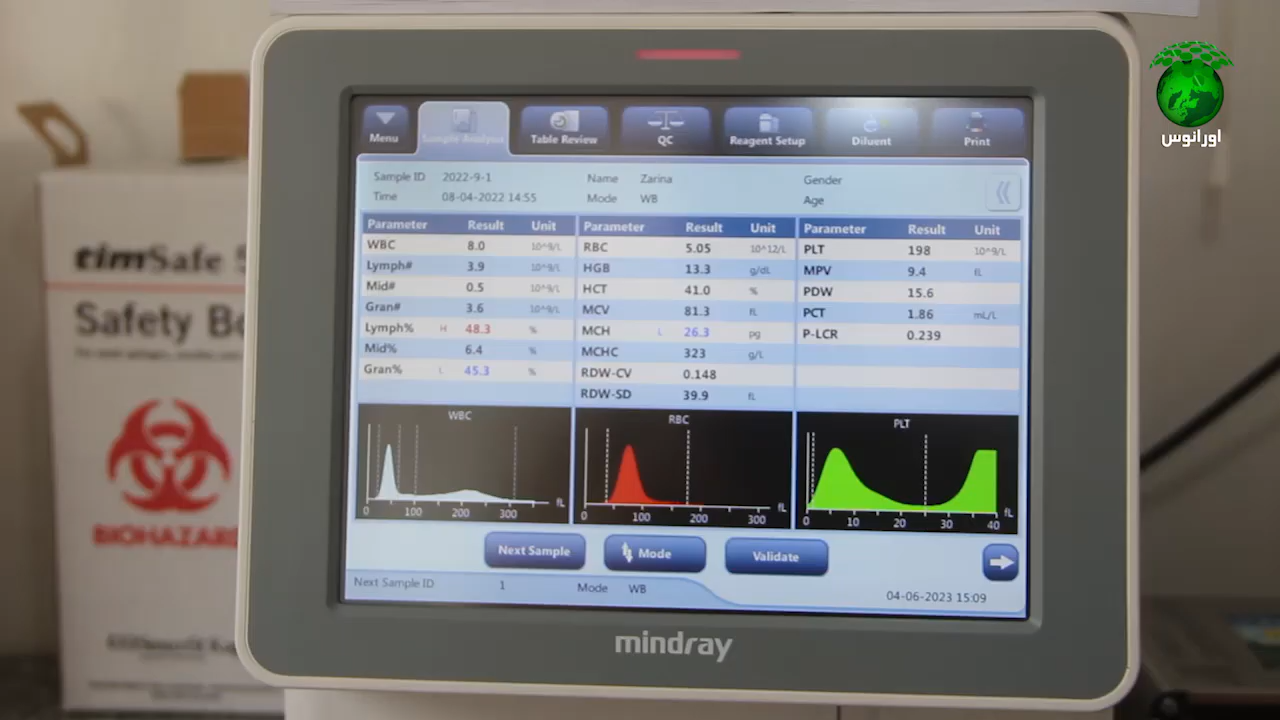 اورانوس
Menu
Sample Analysis
Table Review
QC
Reagent Setup
Diluent
Print
Sample ID 2022-9-1 Name Zarina Gender
Time 08-04-2022 14:55 Mode WB Age
Parameter Result Unit Parameter Result Unit Parameter Result Unit
WBC 8.0 10^9/L RBC 5.05 10^12/L PLT 198 10^9/L
Lymph# 3.9 10^9/L HGB 13.3 g/dL MPV 9.4 fL
Mid# 0.5 10^9/L HCT 41.0 % PDW 15.6
Gran# 3.6 10^9/L MCV 81.3 fL PCT 1.86 mL/L
Lymph% H 48.3 % MCH L 26.3 pg P-LCR 0.239
Mid% 6.4 % MCHC 323 g/L
Gran% L 45.3 % RDW-CV 0.148
RDW-SD 39.9 fL
WBC RBC PLT
0 100 200 300 fL 0 100 200 300 fL 0 10 20 30 40 fL
Next Sample Mode Validate
Next Sample ID 1 Mode WB 04-06-2023 15:09
mindray
timSafe S
Safety Bo
BIOHAZAR